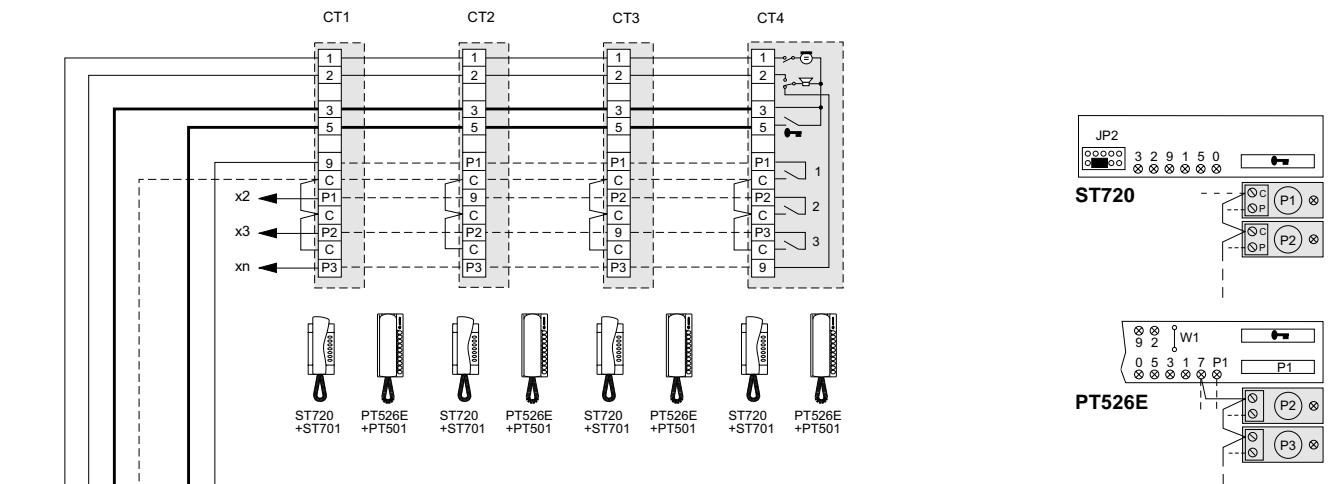 CT1 CT2 CT3 CT4
1 1 1 1
2 2 2 2
3 3 3 3
5 5 5 5
9 P1 P1 P1 1
C C C C
x2 P1 9 P2 P2 2
C C C C
x3 P2 P2 9 P3 3
C C C C
xn P3 P3 P3 9
ST720 PT526E ST720 PT526E ST720 PT526E ST720 PT526E
+ST701 +PT501 +ST701 +PT501 +ST701 +PT501 +ST701 +PT501
JP2
3 2 9 1 5 0
ST720
C P1
P
C P2
P
9 2 W1
0 5 3 1 7 P1 P1
PT526E
P2
P3